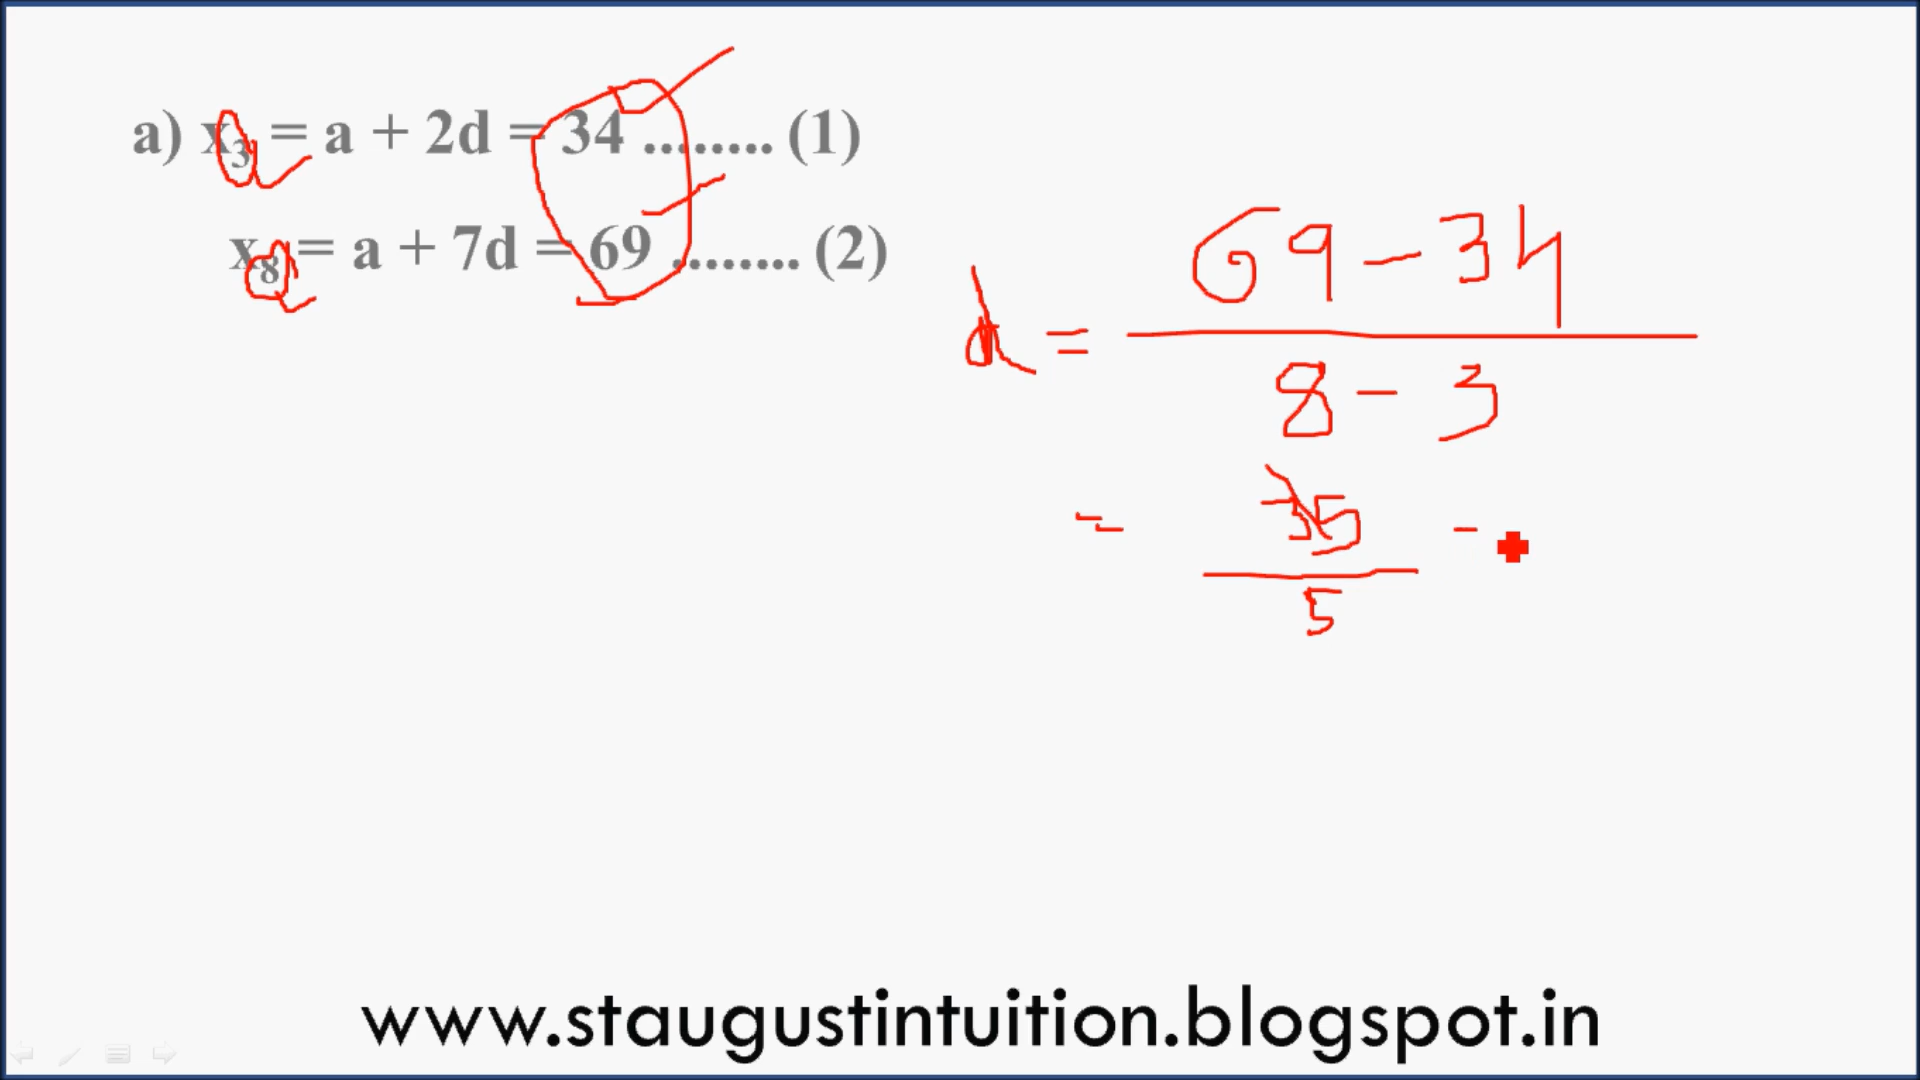 a) x₃ = a + 2d = 34 ........ (1)
x₈ = a + 7d = 69 ........ (2)
d = 69 - 34
8 - 3
= 35 -
5
www.staugustintuition.blogspot.in